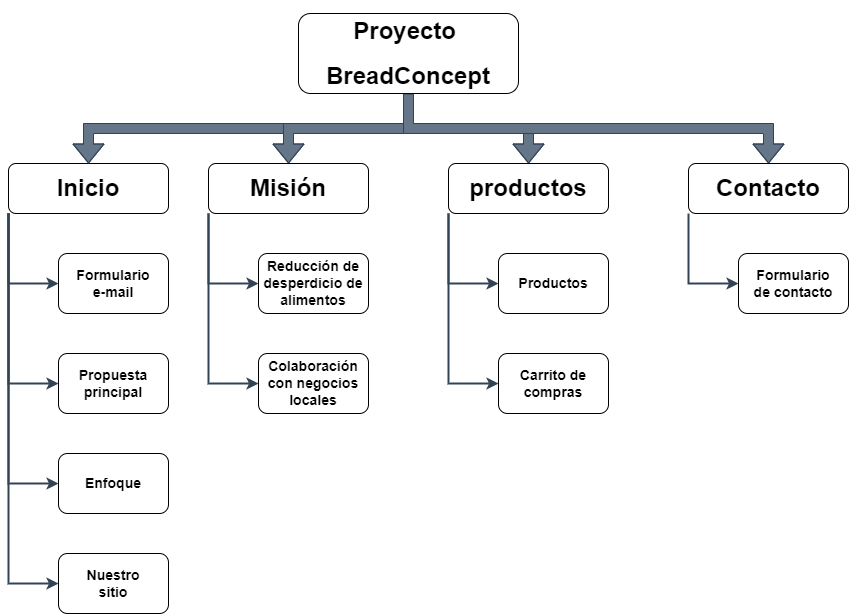 Proyecto
BreadConcept
Inicio
Misión
productos
Contacto
Formulario
e-mail
Reducción de
desperdicio de
alimentos
Productos
Formulario
de contacto
Propuesta
principal
Colaboración
con negocios
locales
Carrito de
compras
Enfoque
Nuestro
sitio